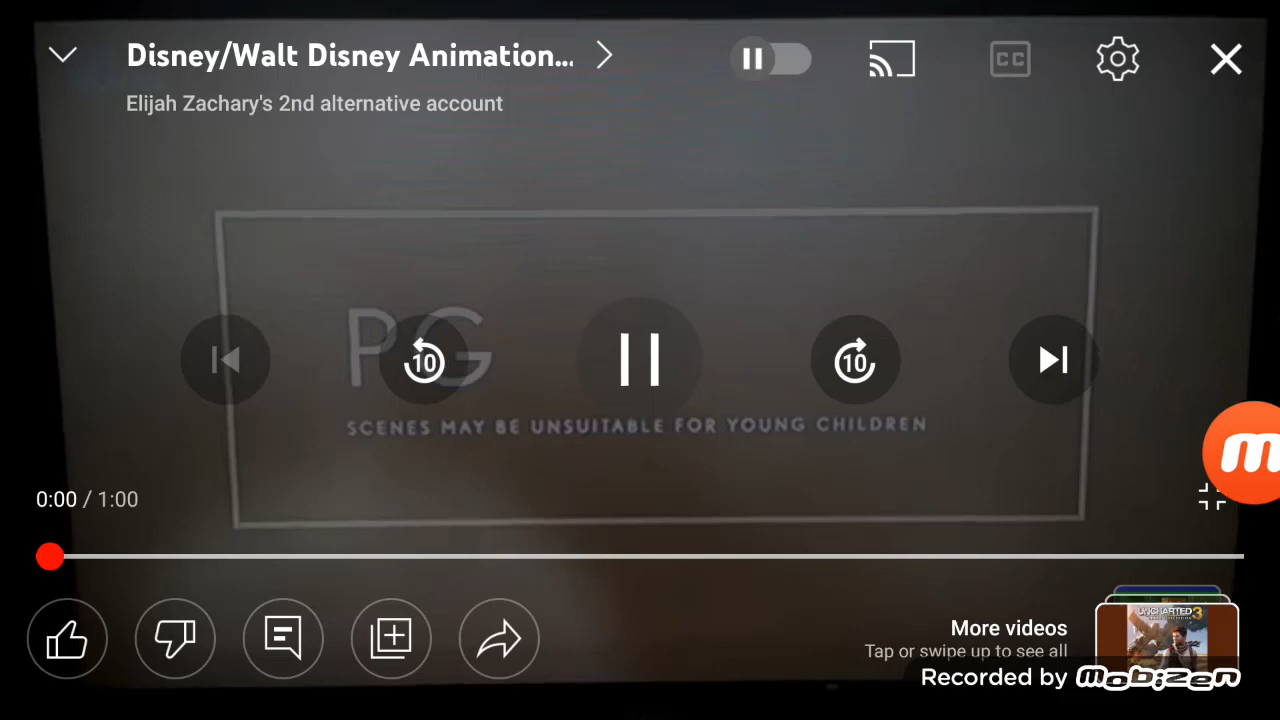 Disney/Walt Disney Animation...
CC
Elijah Zachary's 2nd alternative account
PG
10
10
SCENES MAY BE UNSUITABLE FOR YOUNG CHILDREN
0:00 / 1:00
UNCHARTED 3
More videos
Tap or swipe up to see all
Recorded by mobizen